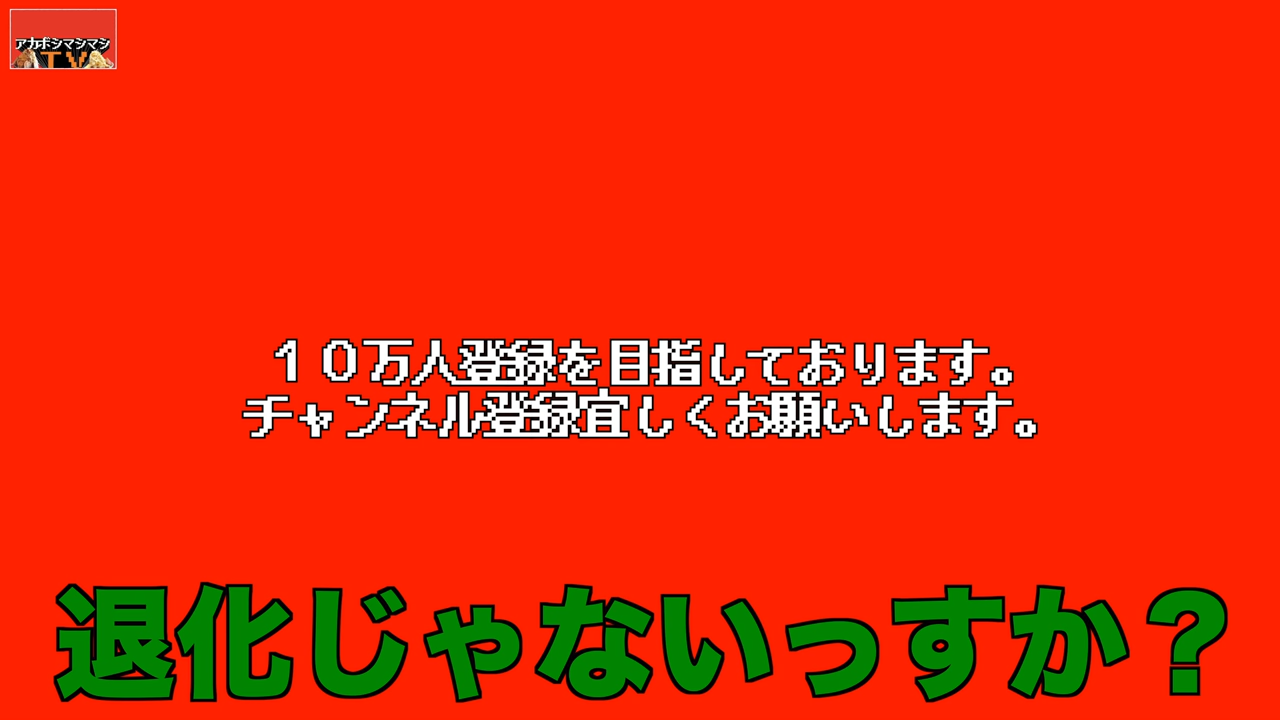 アカボシマシマシ
TV
１０万人登録を目指しております。
チャンネル登録宜しくお願いします。
退化じゃないっすか？